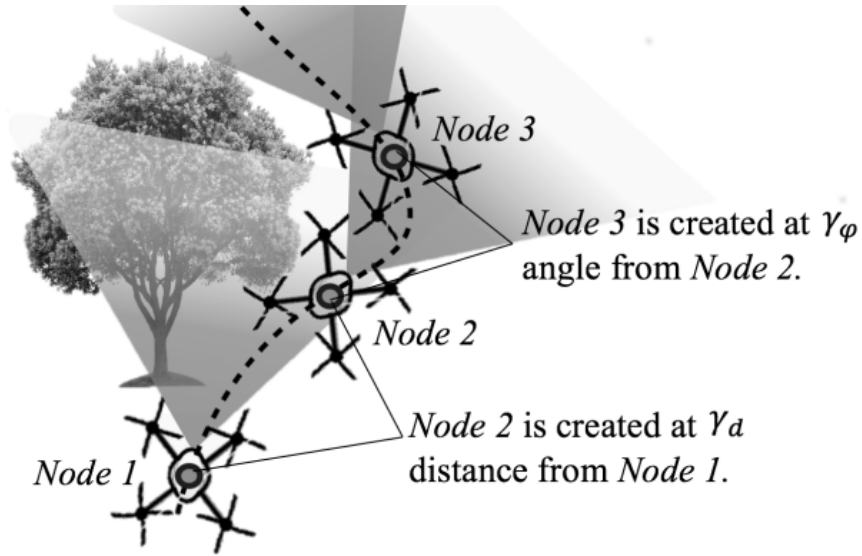 Node 3
Node 3 is created at γφ
angle from Node 2.
Node 2
Node 2 is created at γd
distance from Node 1.
Node 1